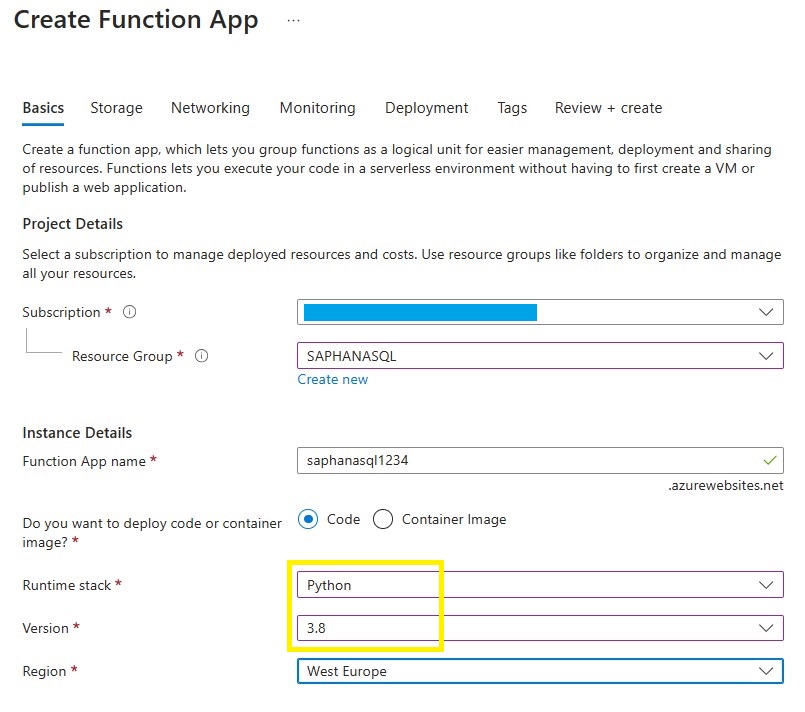 Create Function App ...
Basics Storage Networking Monitoring Deployment Tags Review + create
Create a function app, which lets you group functions as a logical unit for easier management, deployment and sharing
of resources. Functions lets you execute your code in a serverless environment without having to first create a VM or
publish a web application.
Project Details
Select a subscription to manage deployed resources and costs. Use resource groups like folders to organize and manage
all your resources.
Subscription *
Resource Group * SAPHANASQL
Create new
Instance Details
Function App name * saphanasql1234
.azurewebsites.net
Do you want to deploy code or container
image? * Code Container Image
Runtime stack * Python
Version * 3.8
Region * West Europe